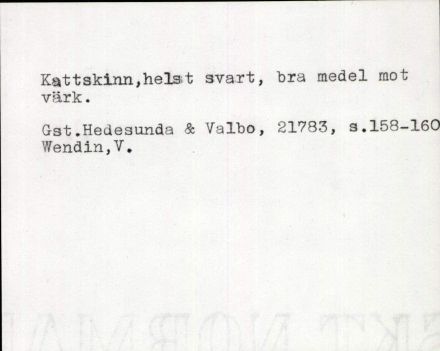 Kattskinn,helst svart, bra medel mot
värk.
Gst.Hedesunda & Valbo, 21783, s.158-160
Wendin,V.